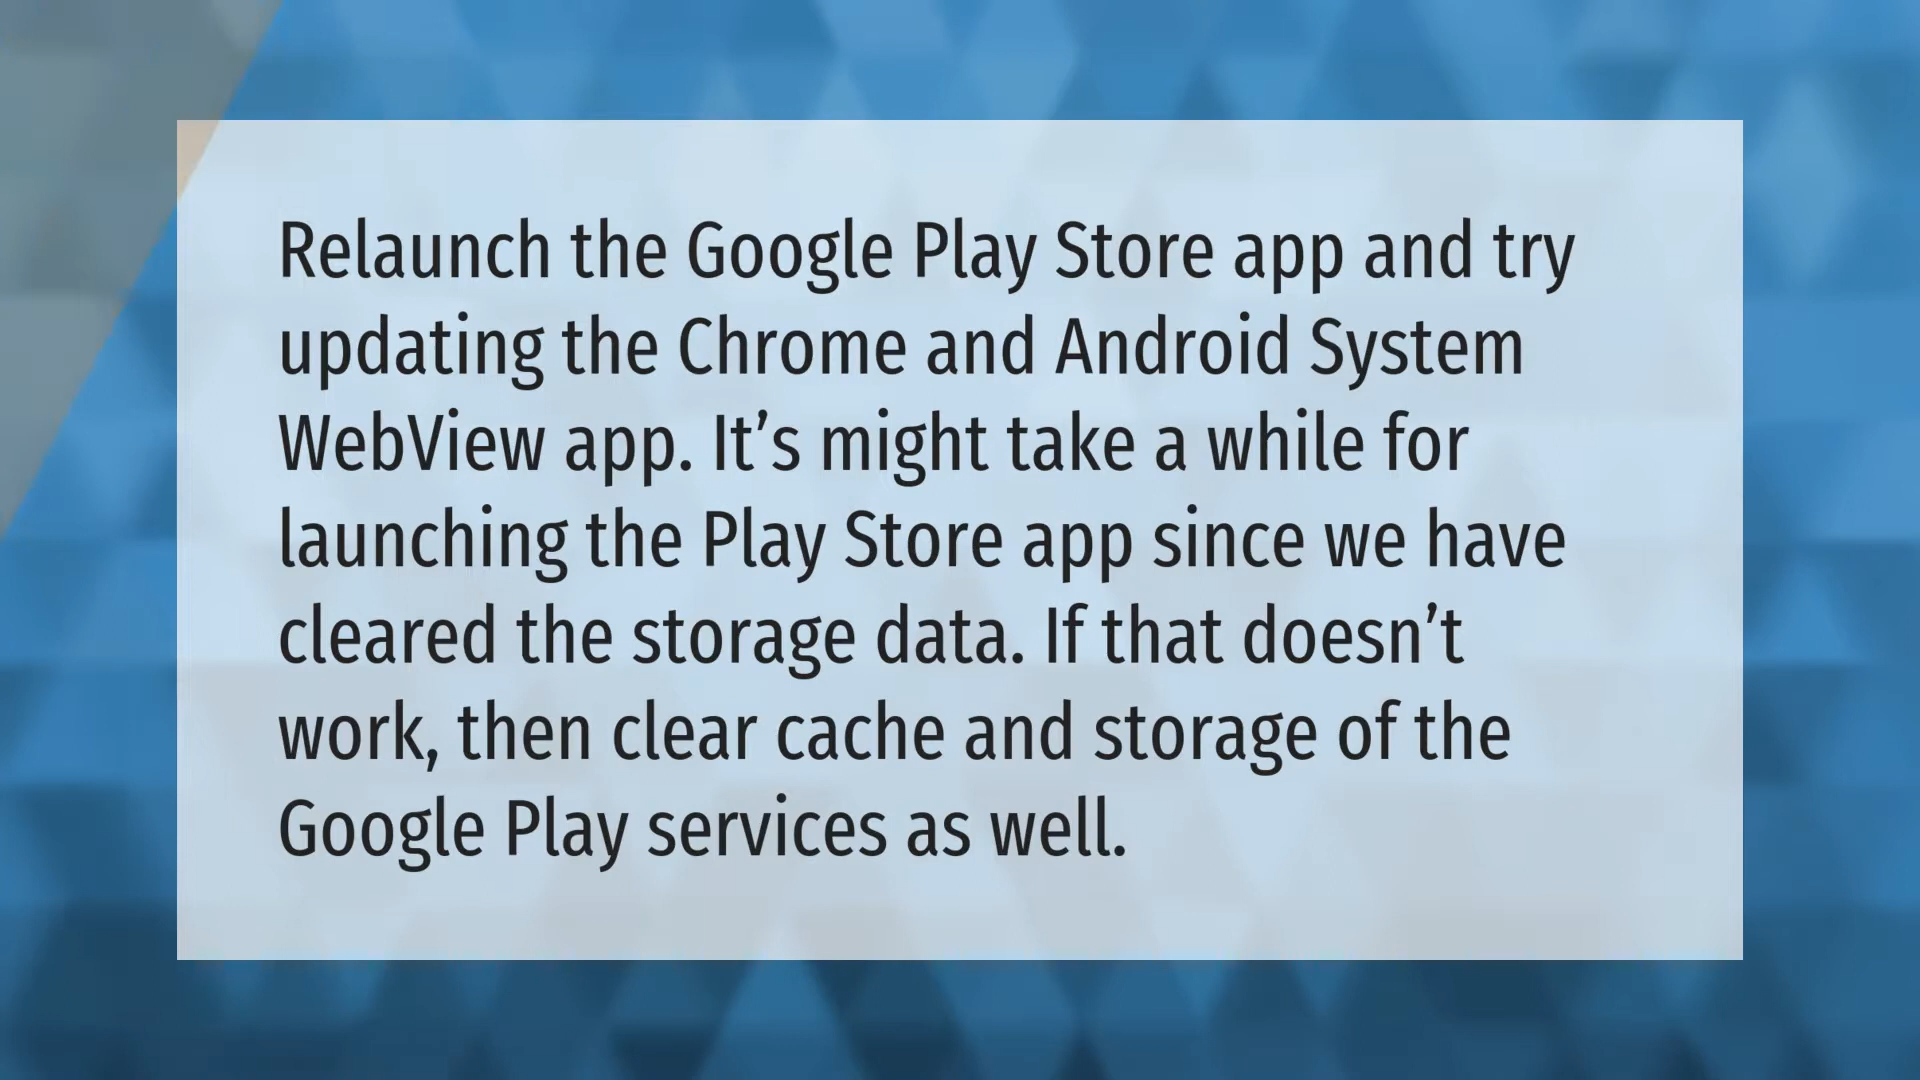 Relaunch the Google Play Store app and try
updating the Chrome and Android System
WebView app. It’s might take a while for
launching the Play Store app since we have
cleared the storage data. If that doesn’t
work, then clear cache and storage of the
Google Play services as well.